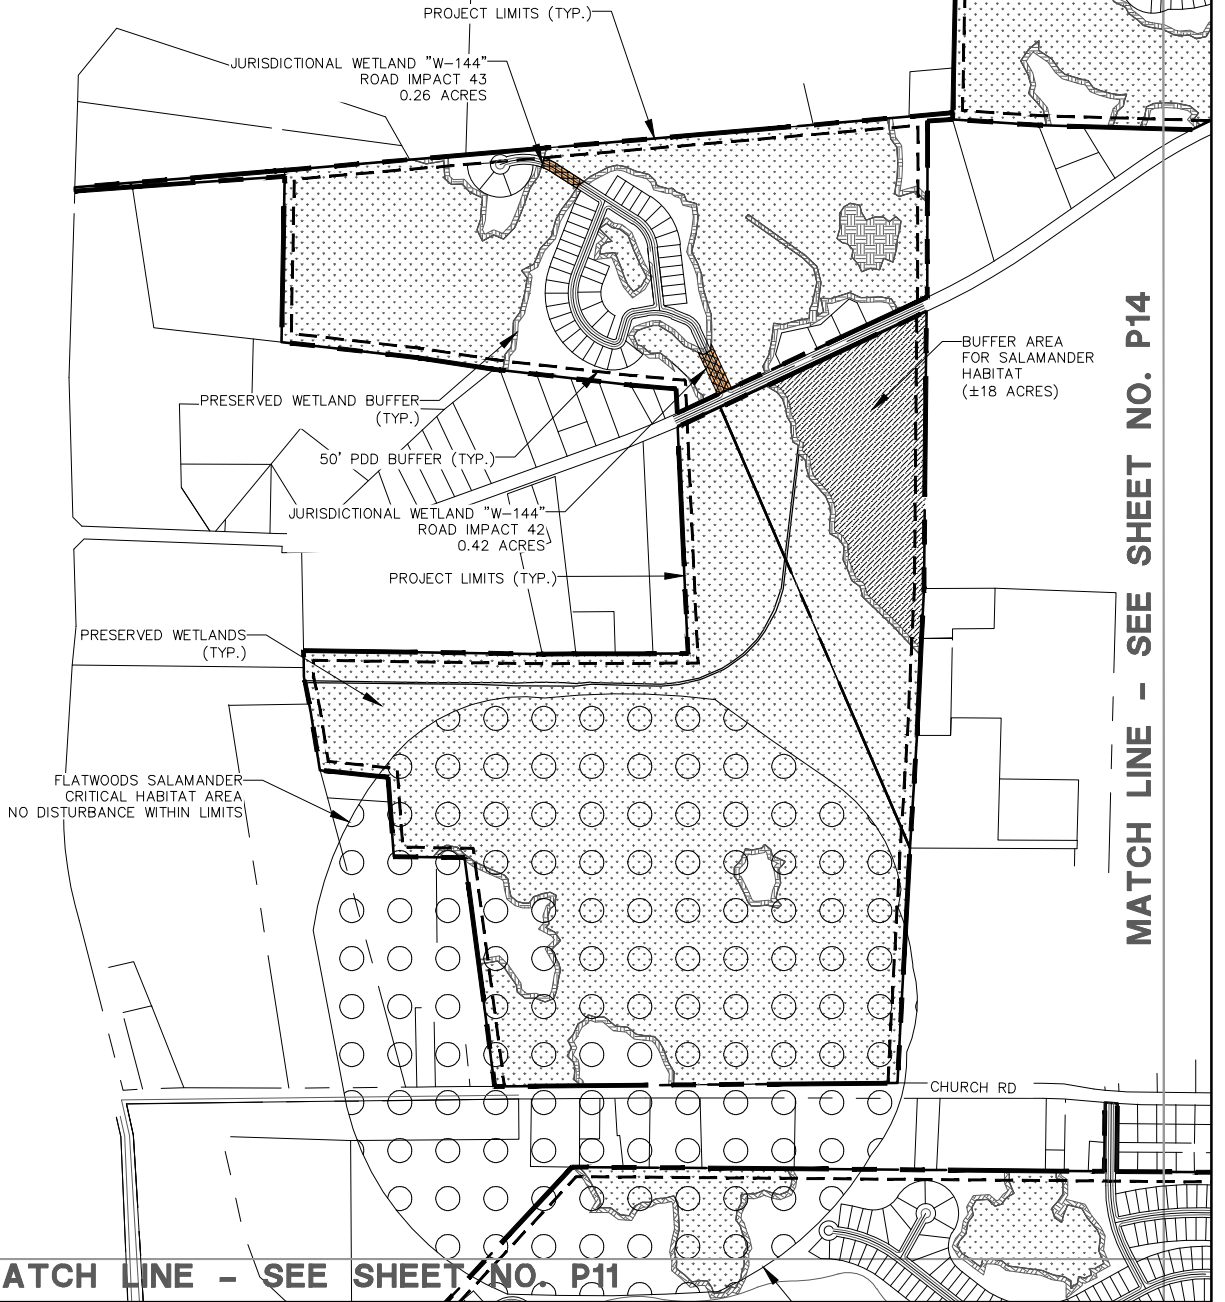 PROJECT LIMITS (TYP.)
JURISDICTIONAL WETLAND "W-144"
ROAD IMPACT 43
0.26 ACRES
BUFFER AREA
FOR SALAMANDER
HABITAT
(±18 ACRES)
MATCH LINE - SEE SHEET NO. P14
PRESERVED WETLAND BUFFER
(TYP.)
50' PDD BUFFER (TYP.)
JURISDICTIONAL WETLAND "W-144"
ROAD IMPACT 42
0.42 ACRES
PROJECT LIMITS (TYP.)
PRESERVED WETLANDS
(TYP.)
FLATWOODS SALAMANDER
CRITICAL HABITAT AREA
NO DISTURBANCE WITHIN LIMITS
CHURCH RD
ATCH LINE - SEE SHEET NO. P11